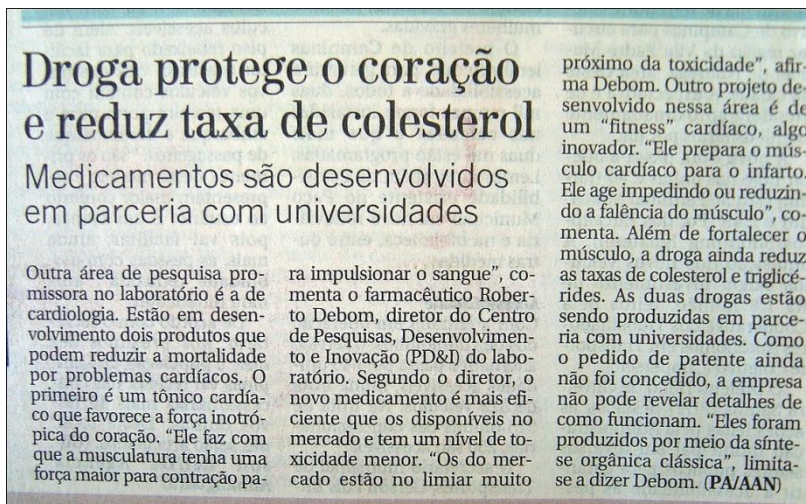 Droga protege o coração
e reduz taxa de colesterol
Medicamentos são desenvolvidos
em parceria com universidades
Outra área de pesquisa pro-
missora no laboratório é a de
cardiologia. Estão em desen-
volvimento dois produtos que
podem reduzir a mortalidade
por problemas cardíacos. O
primeiro é um tônico cardía-
co que favorece a força inotró-
pica do coração. “Ele faz com
que a musculatura tenha uma
força maior para contração pa-
ra impulsionar o sangue”, co-
menta o farmacêutico Rober-
to Debom, diretor do Centro
de Pesquisas, Desenvolvimen-
to e Inovação (PD&I) do labo-
ratório. Segundo o diretor, o
novo medicamento é mais efi-
ciente que os disponíveis no
mercado e tem um nível de to-
xicidade menor. “Os do mer-
cado estão no limiar muito
próximo da toxicidade”, afir-
ma Debom. Outro projeto de-
senvolvido nessa área é de
um “fitness” cardíaco, algo
inovador. “Ele prepara o mús-
culo cardíaco para o infarto.
Ele age impedindo ou reduzin-
do a falência do músculo”, co-
menta. Além de fortalecer o
músculo, a droga ainda reduz
as taxas de colesterol e triglicé-
rides. As duas drogas estão
sendo produzidas em parce-
ria com universidades. Como
o pedido de patente ainda
não foi concedido, a empresa
não pode revelar detalhes de
como funcionam. “Eles foram
produzidos por meio da sínte-
se orgânica clássica”, limita-
se a dizer Debom. (PA/AAN)